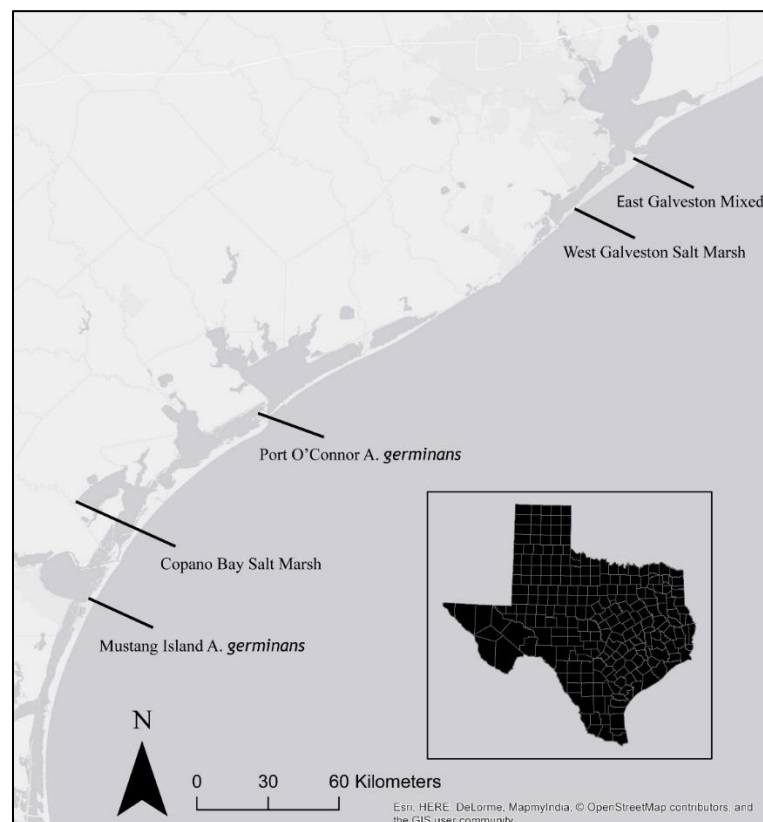 East Galveston Mixed
West Galveston Salt Marsh
Port O'Connor A. germinans
Copano Bay Salt Marsh
Mustang Island A. germinans
N
0 30 60 Kilometers
Esri, HERE, DeLorme, MapmyIndia, © OpenStreetMap contributors, and
the GIS user community